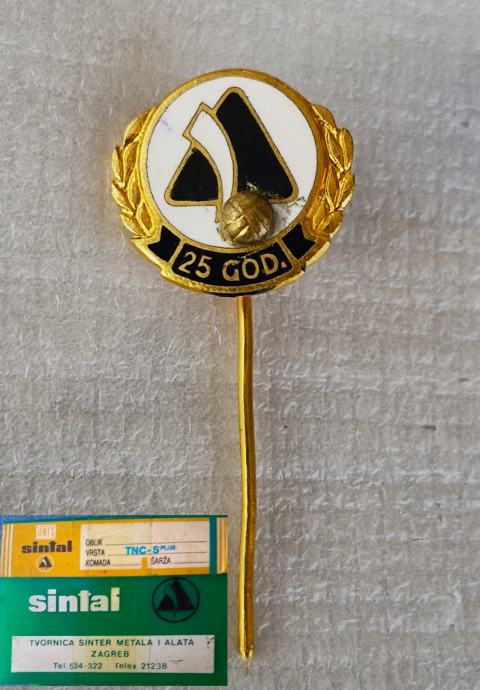 25 GOD.
UNIS
sintal
OBLIK
VRSTA TNC-S PLUS
KOMADA ŠARŽA
sintal
TVORNICA SINTER METALA I ALATA
ZAGREB
Tel. 524-322 Telex 21238